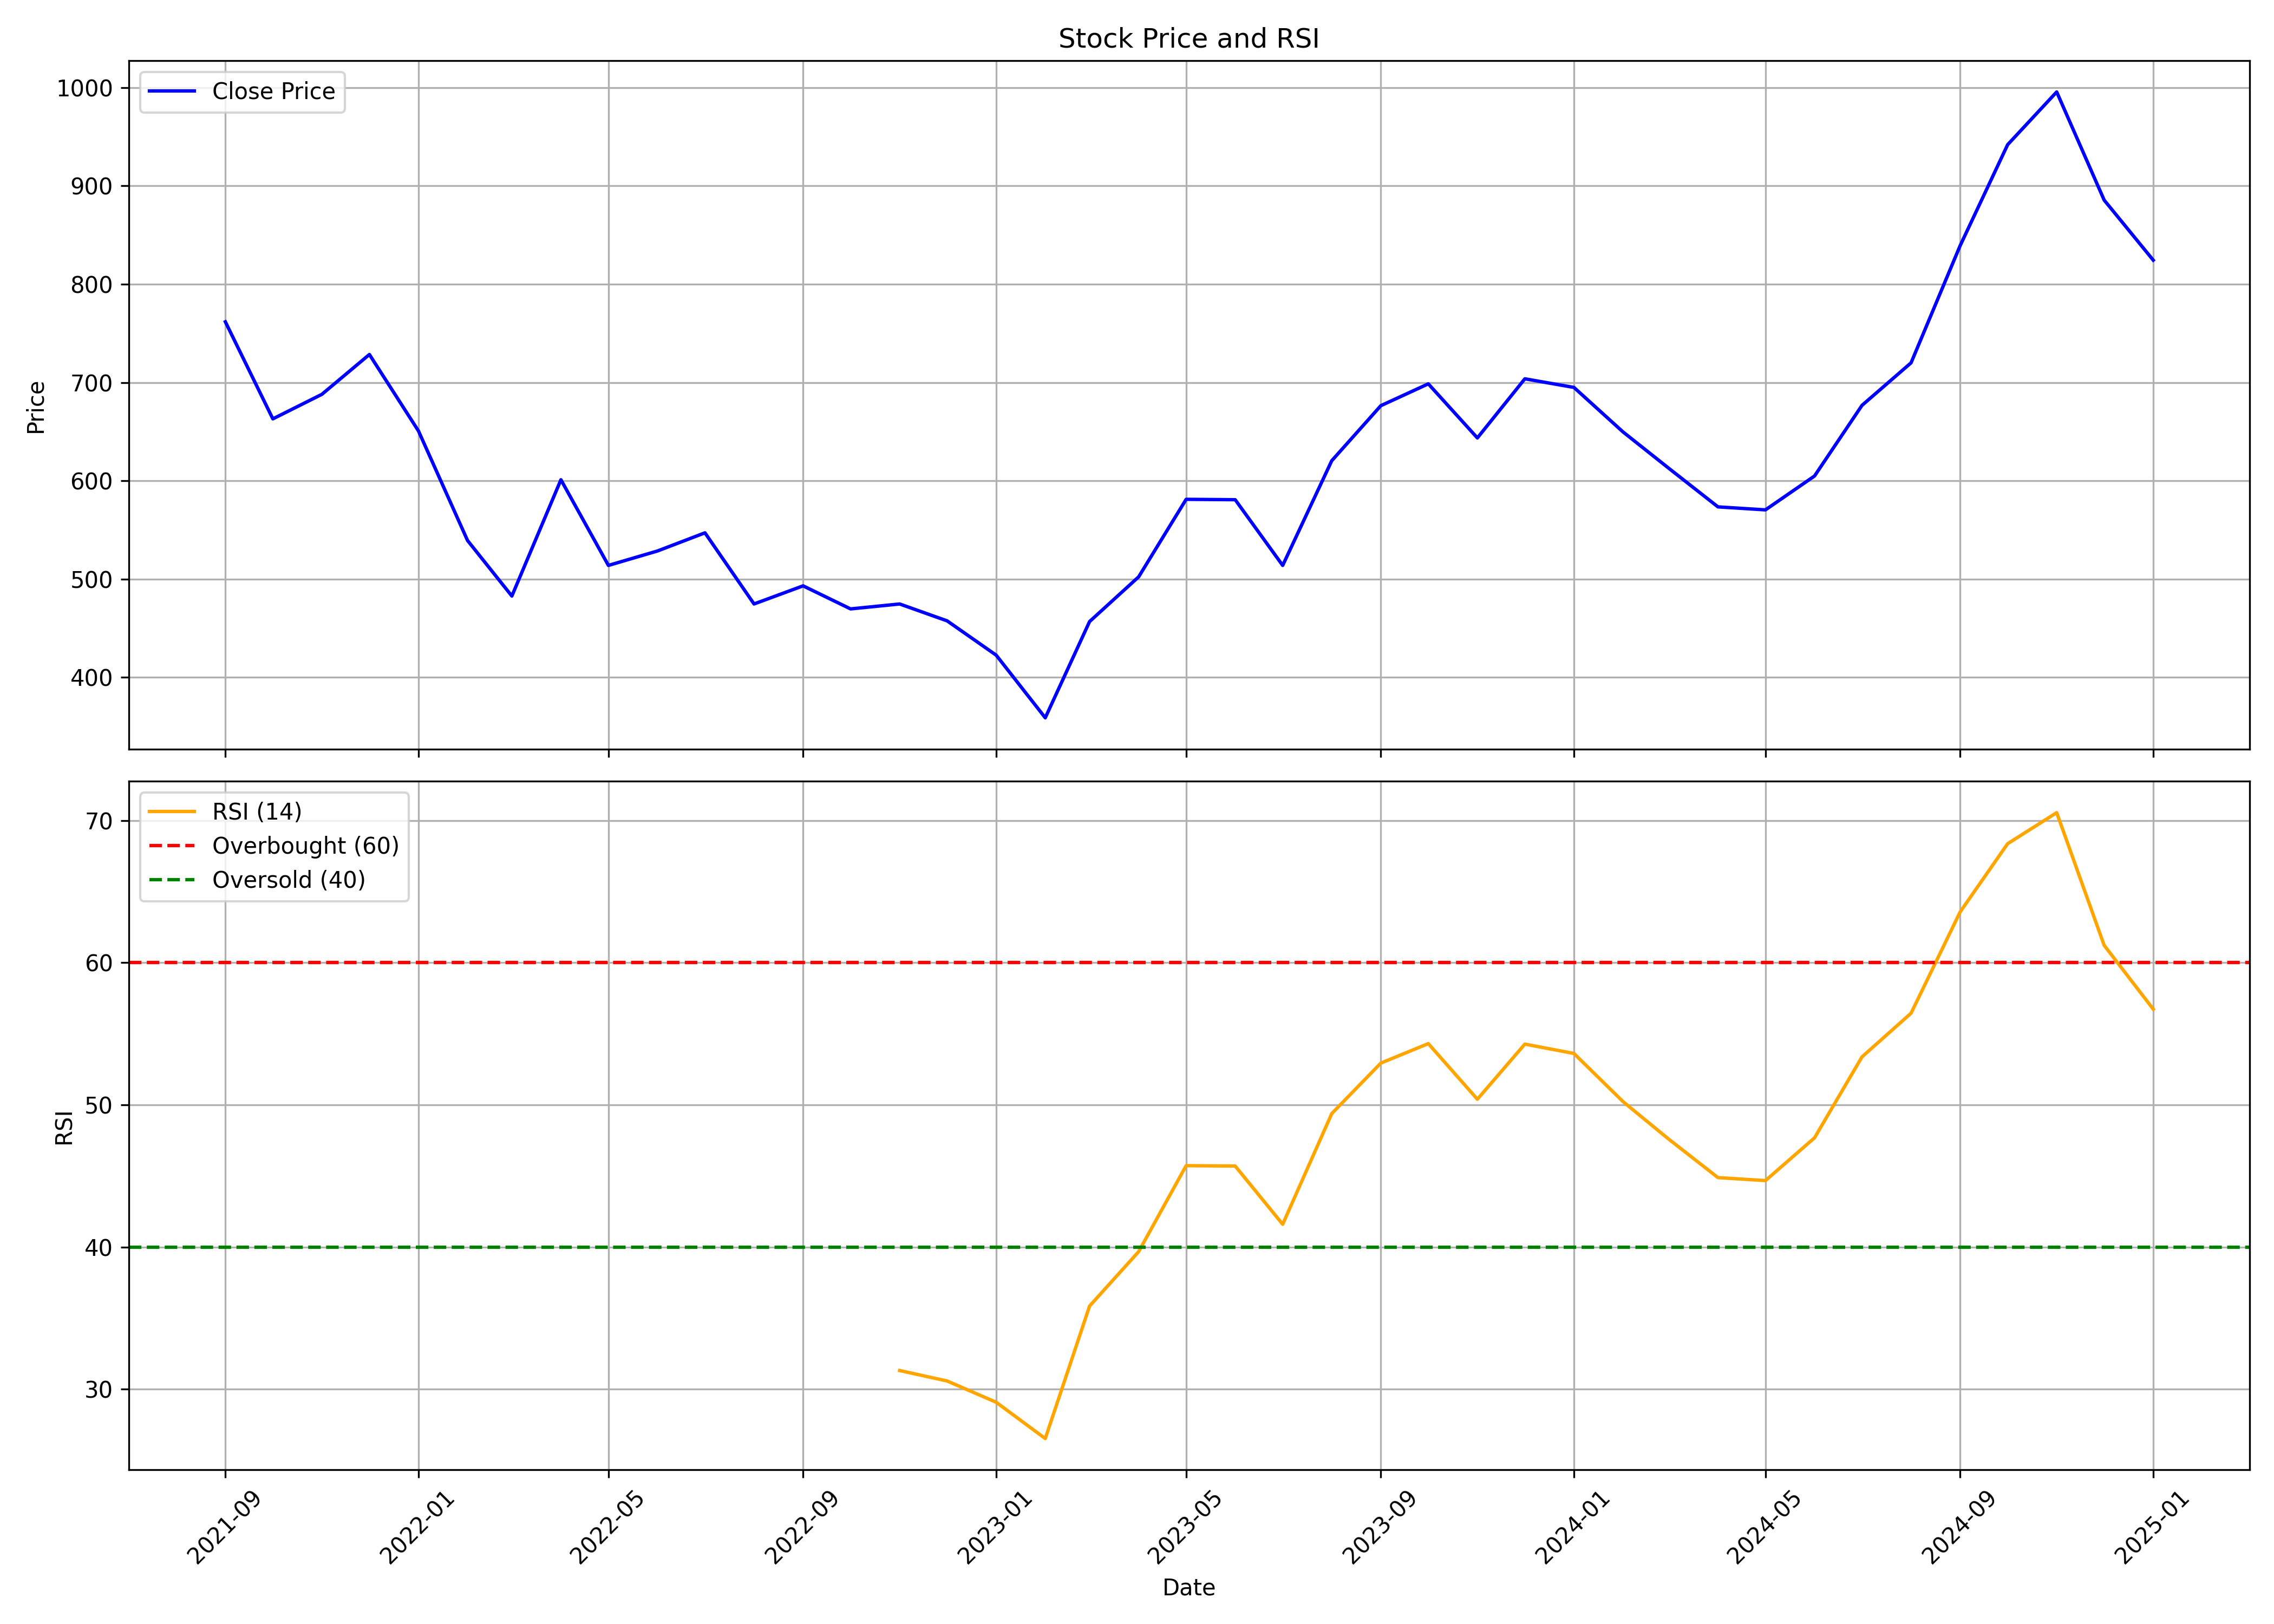 Stock Price and RSI
Close Price
1000
900
800
700
600
500
400
Price
RSI (14)
Overbought (60)
Oversold (40)
70
60
50
40
30
RSI
2021-09
2022-01
2022-05
2022-09
2023-01
2023-05
2023-09
2024-01
2024-05
2024-09
2025-01
Date